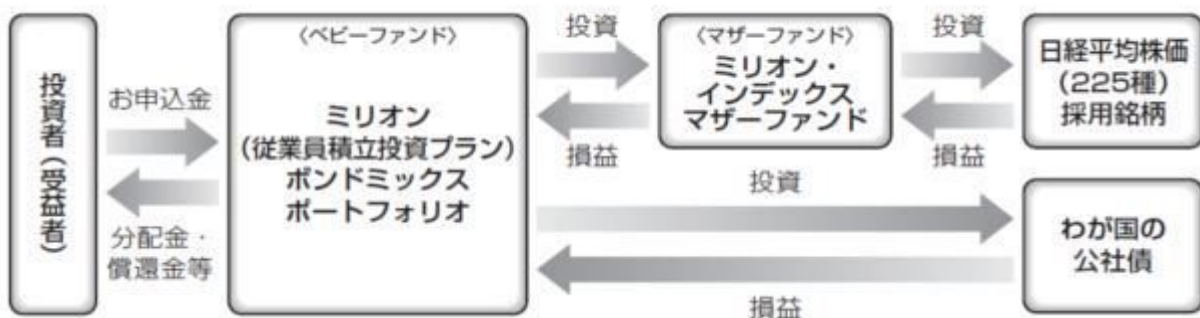 投資者（受益者）
お申込金
分配金・
償還金等
〈ベビーファンド〉
ミリオン
（従業員積立投資プラン）
ボンドミックス
ポートフォリオ
投資
損益
〈マザーファンド〉
ミリオン・
インデックス
マザーファンド
投資
損益
日経平均株価
（225種）
採用銘柄
投資
損益
わが国の
公社債